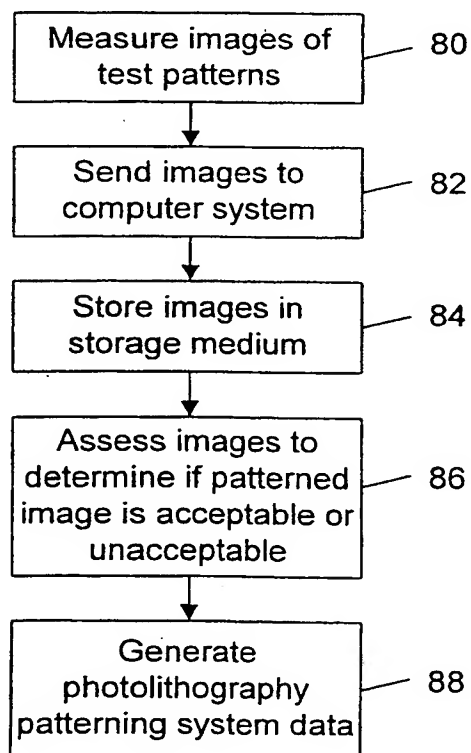 Measure images of
test patterns
80
Send images to
computer system
82
Store images in
storage medium
84
Assess images to
determine if patterned
image is acceptable or
unacceptable
86
Generate
photolithography
patterning system data
88